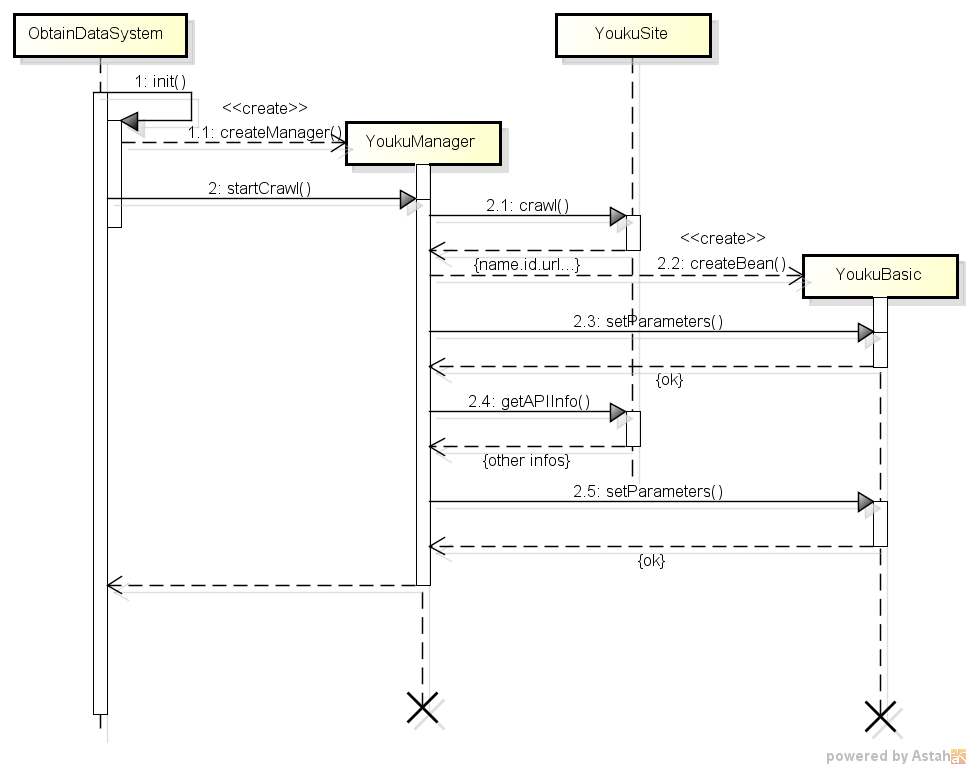 ObtainDataSystem
YoukuSite
1: init()
<<create>>
1.1: createManager()
YoukuManager
2: startCrawl()
2.1: crawl()
<<create>>
{name.id.url...}
2.2: createBean()
YoukuBasic
2.3: setParameters()
{ok}
2.4: getAPIInfo()
{other infos}
2.5: setParameters()
{ok}
powered by Astah